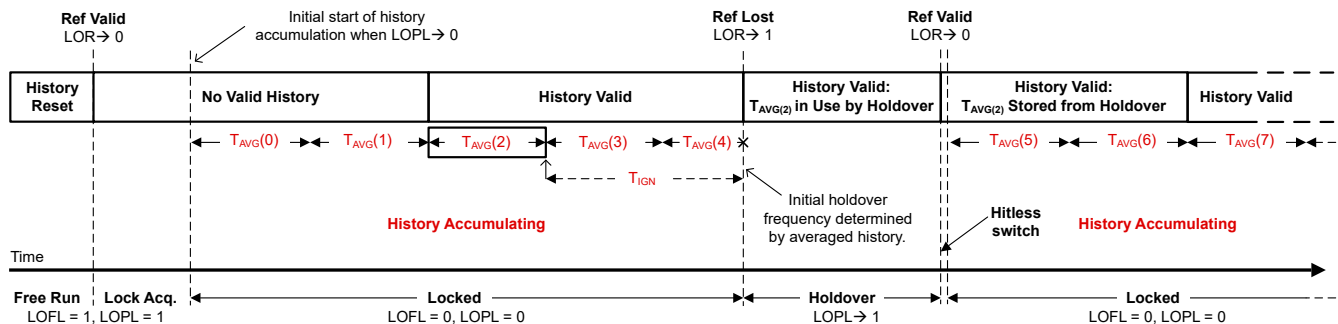 Ref Valid
LOR→ 0
Initial start of history
accumulation when LOPL→ 0
Ref Lost
LOR→ 1
Ref Valid
LOR→ 0
History
Reset
No Valid History
History Valid
History Valid:
TAVG(2) in Use by Holdover
History Valid:
TAVG(2) Stored from Holdover
History Valid
TAVG(0)
TAVG(1)
TAVG(2)
TAVG(3)
TAVG(4)
TAVG(5)
TAVG(6)
TAVG(7)
TIGN
Initial holdover
frequency determined
by averaged history.
History Accumulating
Hitless
switch
History Accumulating
Time
Free Run
Lock Acq.
LOFL = 1, LOPL = 1
Locked
LOFL = 0, LOPL = 0
Holdover
LOPL→ 1
Locked
LOFL = 0, LOPL = 0